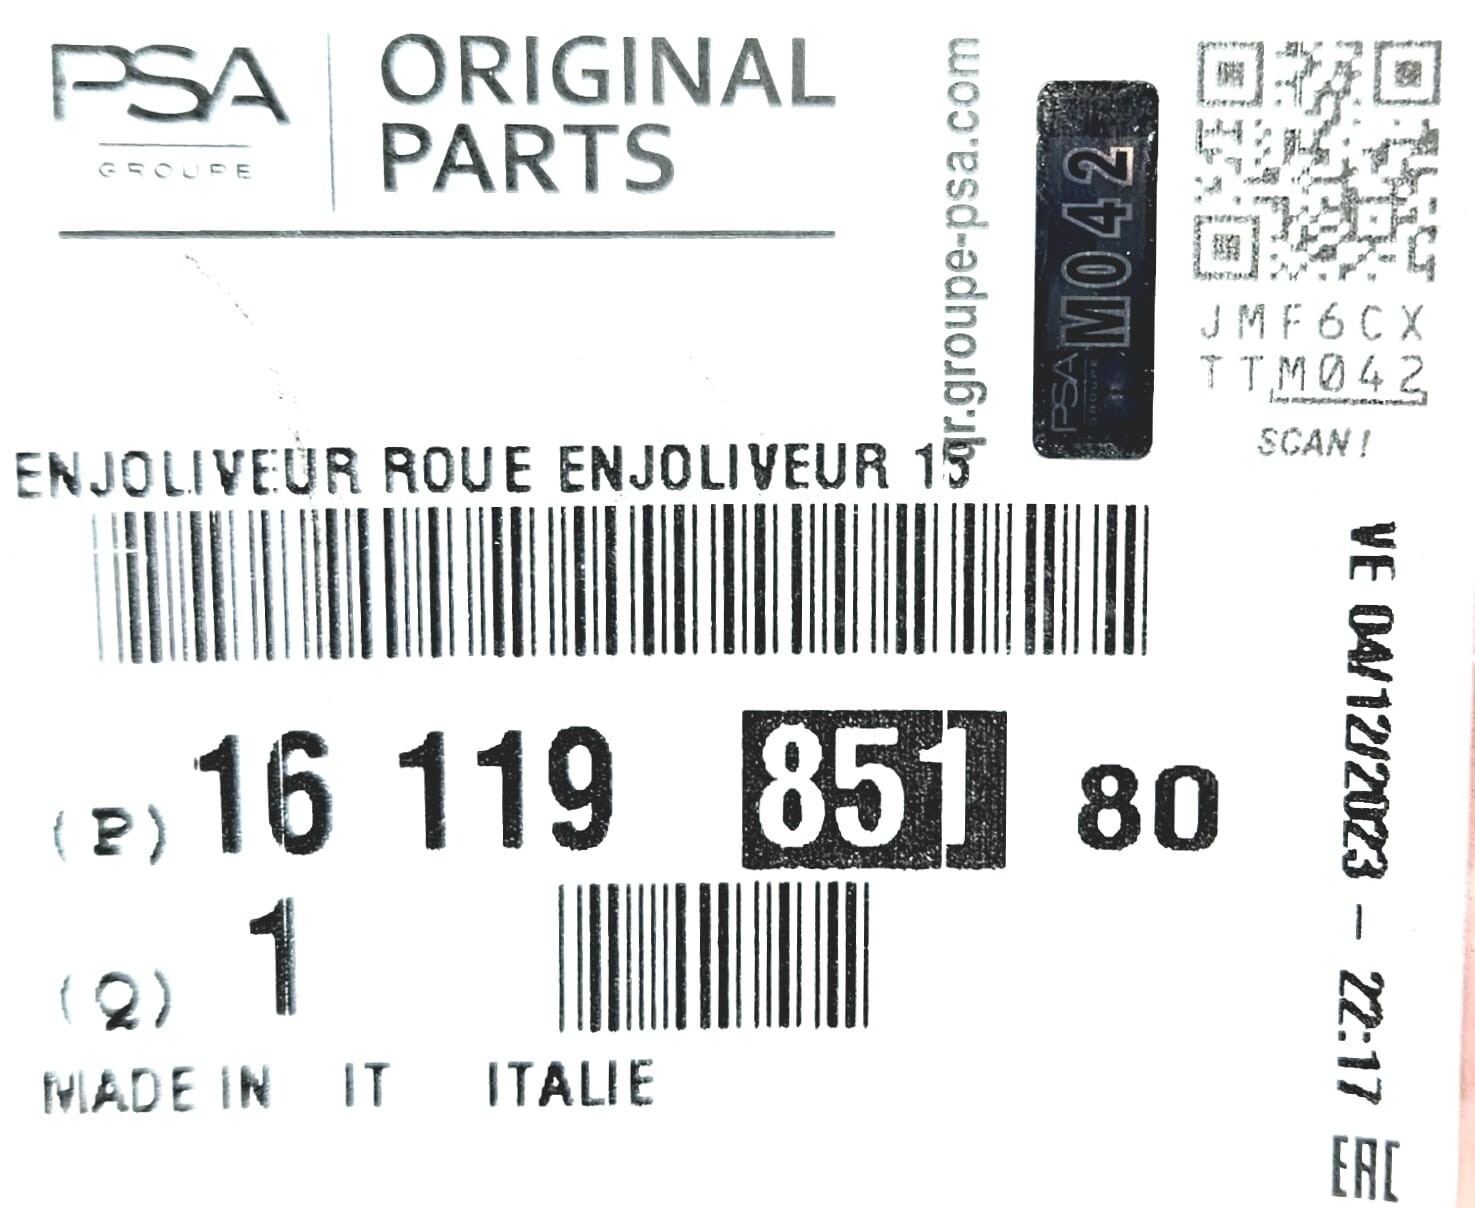 PSA
GROUPE
ORIGINAL
PARTS
qr.groupe-psa.com
PSA
GROUPE
M042
JMF6CX
TTM042
SCAN!
ENJOLIVEUR ROUE ENJOLIVEUR 15
(P) 16 119 851 80
(Q) 1
MADE IN IT ITALIE
VE 04/12/2023 - 22:17
EAC